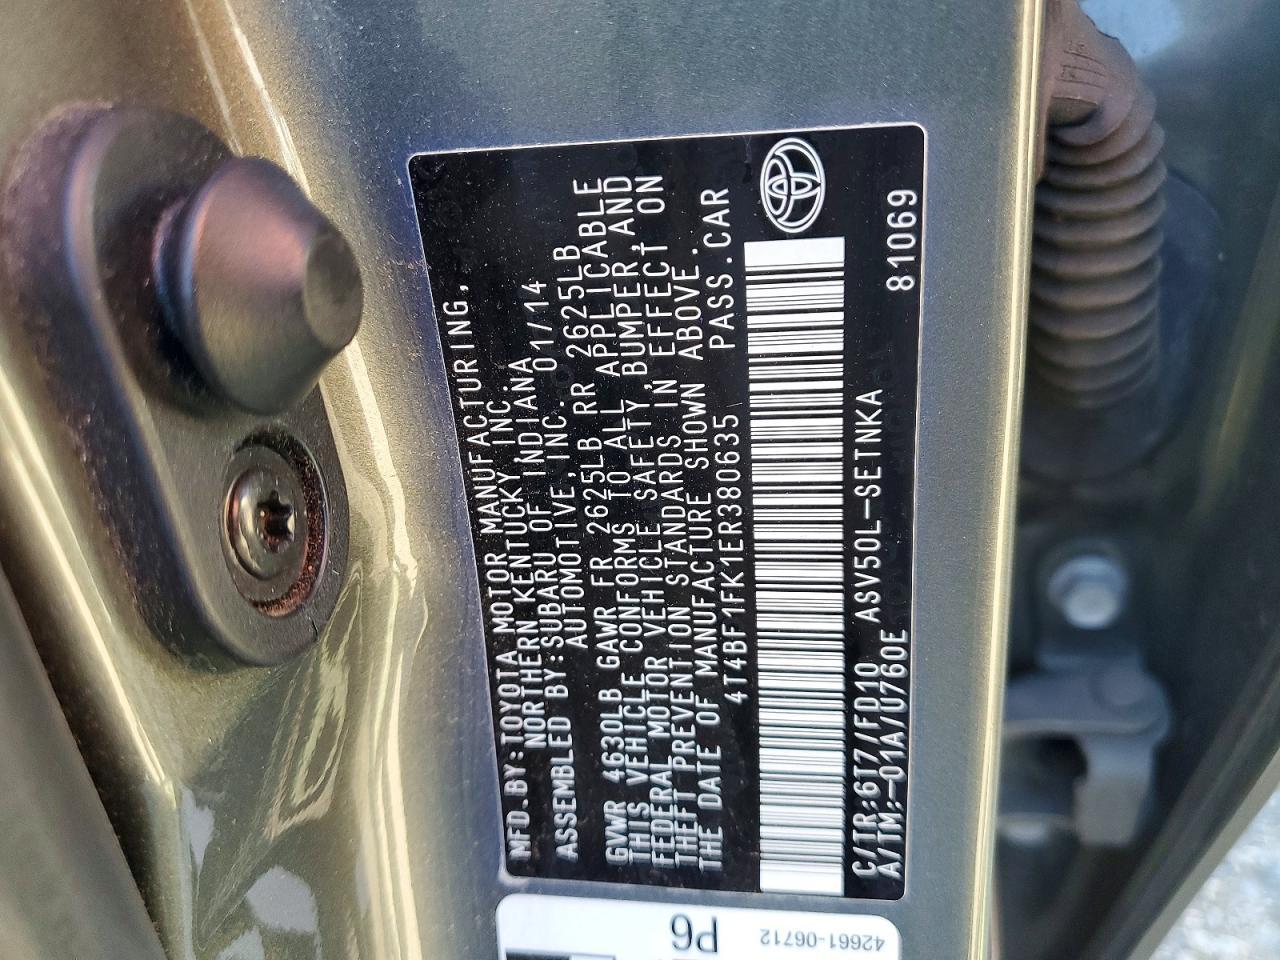 MFD.BY:TOYOTA MOTOR MANUFACTURING,
NORTHERN KENTUCKY INC.
ASSEMBLED BY:SUBARU OF INDIANA
AUTOMOTIVE, INC. 01/14
GVWR 4630LB GAWR FR 2625LB RR 2625LB
THIS VEHICLE CONFORMS TO ALL APPLICABLE
FEDERAL MOTOR VEHICLE SAFETY,BUMPER,AND
THEFT PREVENTION STANDARDS IN EFFECT ON
THE DATE OF MANUFACTURE SHOWN ABOVE.
4T4BF1FK1ER380635 PASS.CAR
C/TR:6T7/FD10 ASV50L-SETNKA
A/TM:-01A/U760E 81069
P6
42661-06712